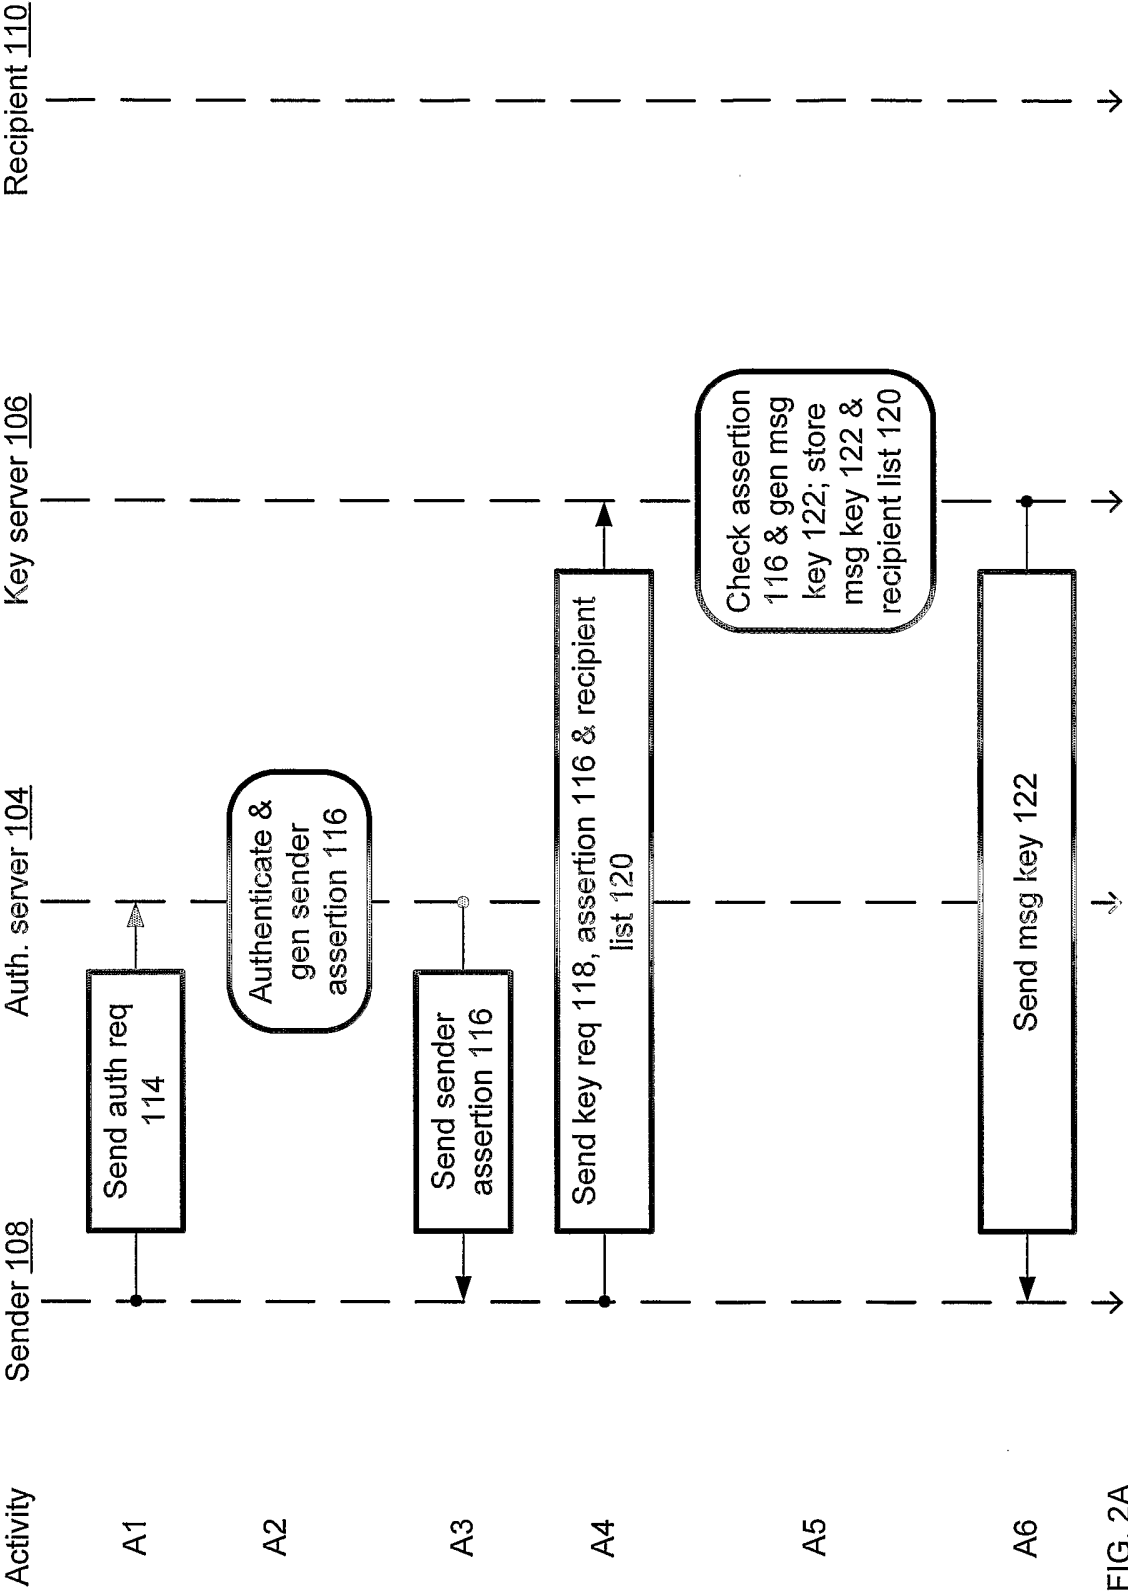 Activity
Sender 108
Auth. server 104
Key server 106
Recipient 110
A1
Send auth req
114
A2
Authenticate &
gen sender
assertion 116
A3
Send sender
assertion 116
A4
Send key req 118, assertion 116 & recipient
list 120
A5
Check assertion
116 & gen msg
key 122; store
msg key 122 &
recipient list 120
A6
Send msg key 122
FIG. 2A